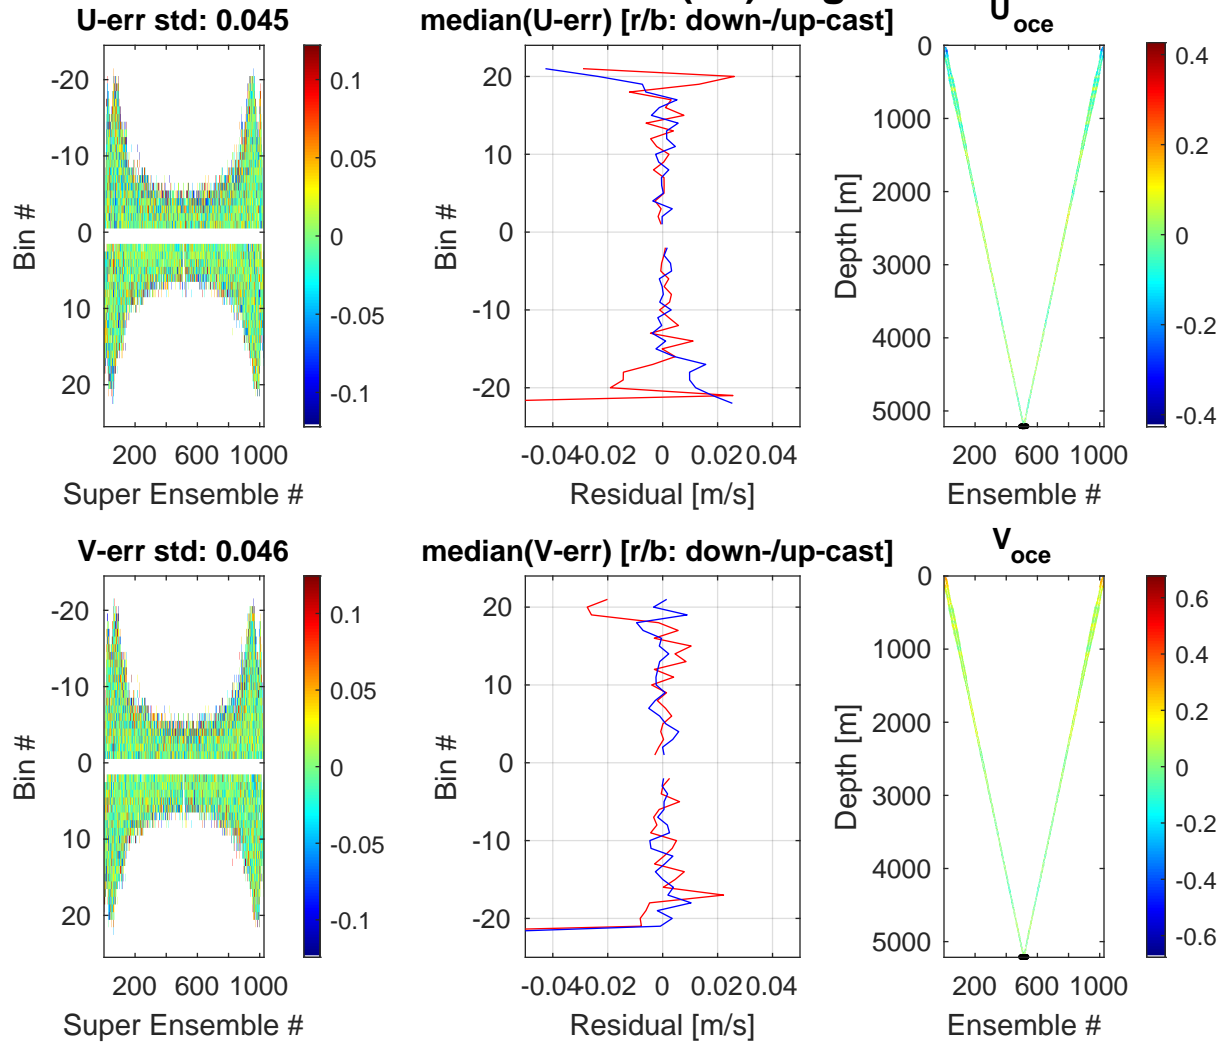 U-err std: 0.045
median(U-err) [r/b: down-/up-cast]
U_oce
-20
-10
0
10
20
Bin #
200 600 1000
Super Ensemble #
0.1
0.05
0
-0.05
-0.1
20
10
0
-10
-20
Bin #
-0.04 -0.02 0 0.02 0.04
Residual [m/s]
0
1000
2000
3000
4000
5000
Depth [m]
200 600 1000
Ensemble #
0.4
0.2
0
-0.2
-0.4
V-err std: 0.046
median(V-err) [r/b: down-/up-cast]
V_oce
-20
-10
0
10
20
Bin #
200 600 1000
Super Ensemble #
0.1
0.05
0
-0.05
-0.1
20
10
0
-10
-20
Bin #
-0.04 -0.02 0 0.02 0.04
Residual [m/s]
0
1000
2000
3000
4000
5000
Depth [m]
200 600 1000
Ensemble #
0.6
0.4
0.2
0
-0.2
-0.4
-0.6